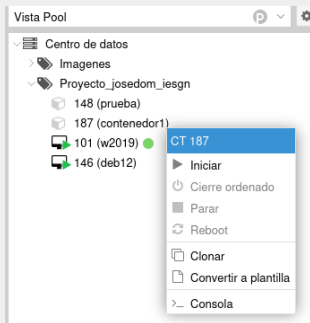 Vista Pool
Centro de datos
Imagenes
Proyecto_josedom_iesgn
148 (prueba)
187 (contenedor1)
101 (w2019)
146 (deb12)
CT 187
Iniciar
Cierre ordenado
Parar
Reboot
Clonar
Convertir a plantilla
Consola